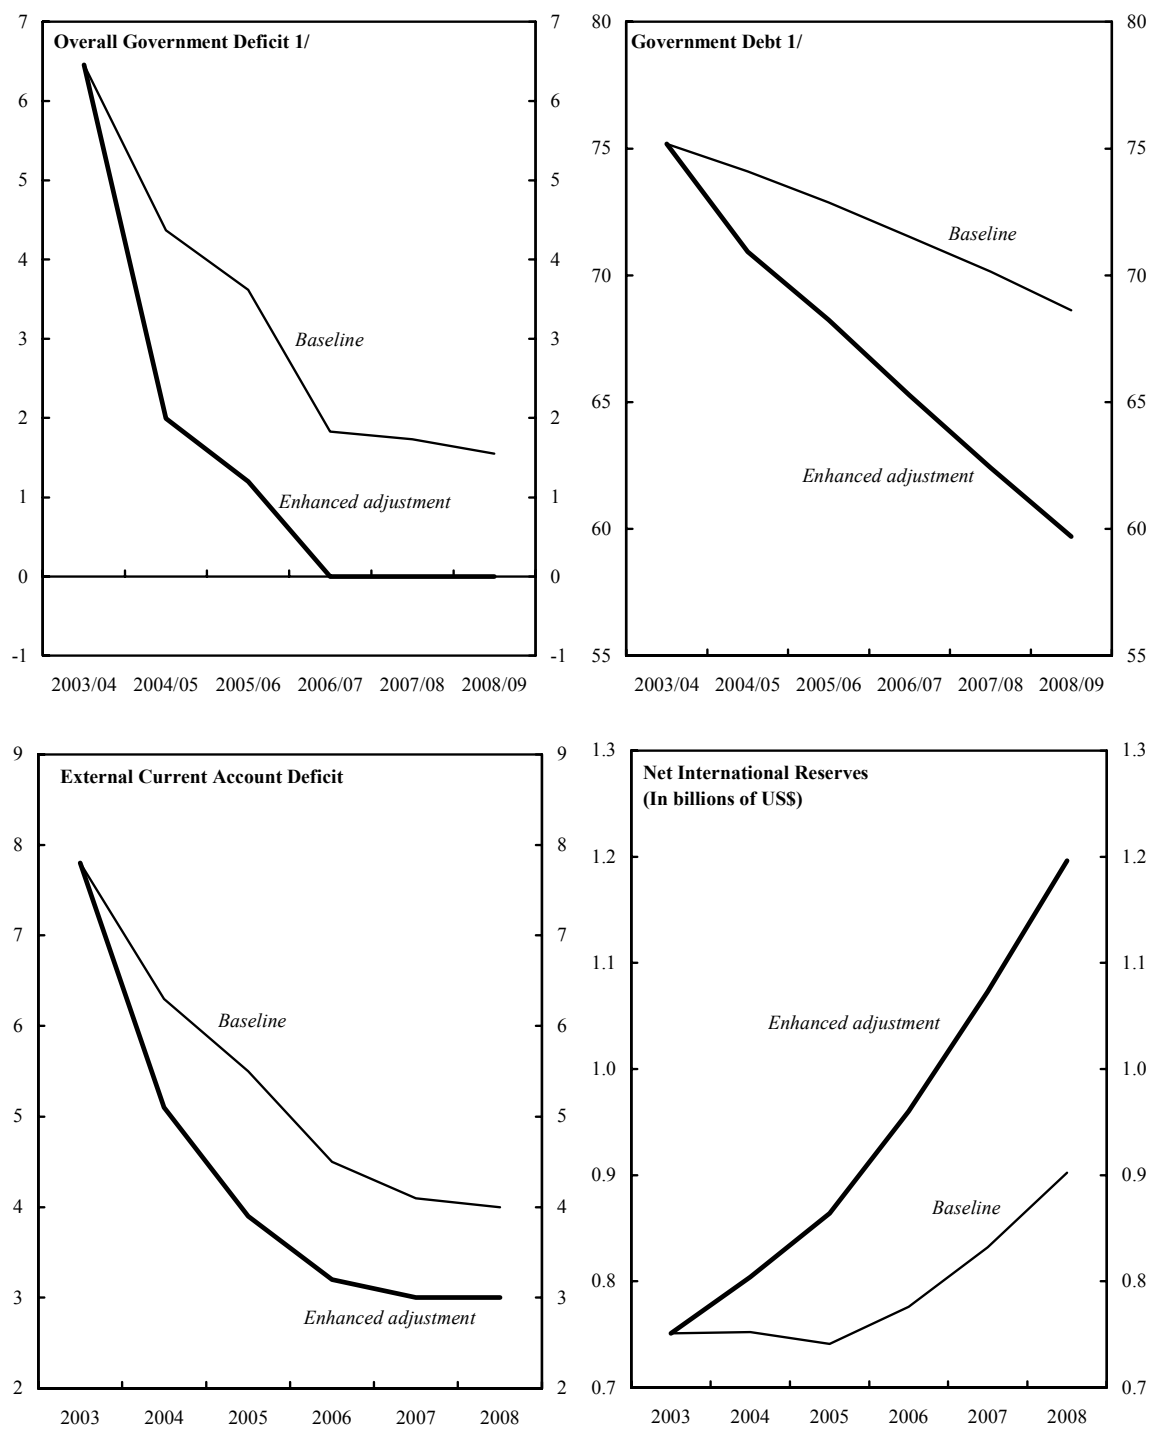 Overall Government Deficit 1/
7 7
6 6
5 5
4 4
3 3
2 2
1 1
0 0
-1 -1
Baseline
Enhanced adjustment
2003/04 2004/05 2005/06 2006/07 2007/08 2008/09
Government Debt 1/
80 80
75 75
70 70
65 65
60 60
55 55
Baseline
Enhanced adjustment
2003/04 2004/05 2005/06 2006/07 2007/08 2008/09
External Current Account Deficit
9 9
8 8
7 7
6 6
5 5
4 4
3 3
2 2
Baseline
Enhanced adjustment
2003 2004 2005 2006 2007 2008
Net International Reserves
(In billions of US$)
1.3 1.3
1.2 1.2
1.1 1.1
1.0 1.0
0.9 0.9
0.8 0.8
0.7 0.7
Enhanced adjustment
Baseline
2003 2004 2005 2006 2007 2008